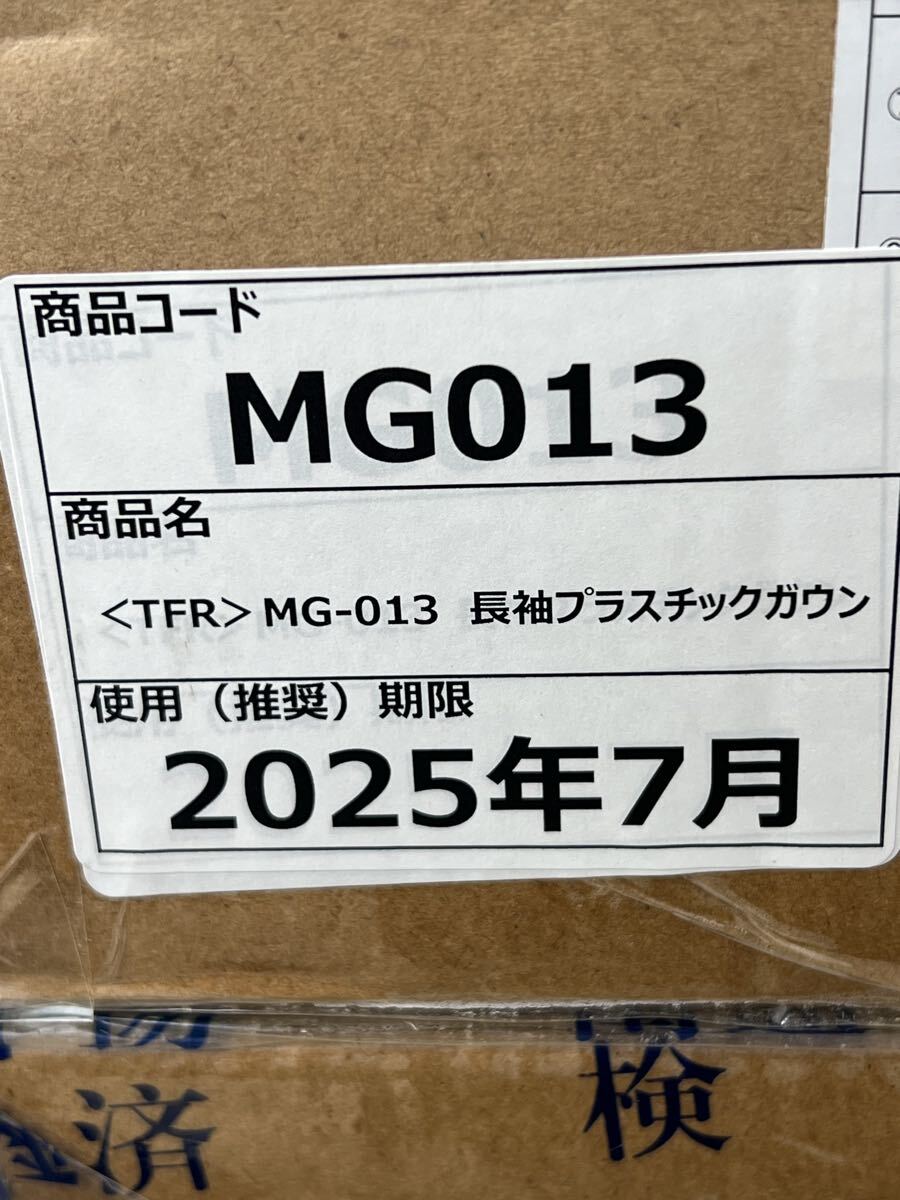 商品コード
MG013
商品名
＜TFR＞MG-013 長袖プラスチックガウン
使用（推奨）期限
2025年7月
済
検